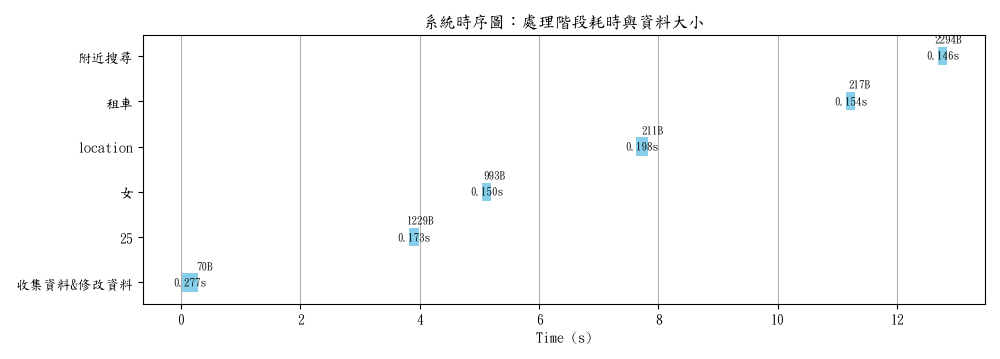 系統時序圖：處理階段耗時與資料大小
附近搜尋
2294B
0.146s
租車
217B
0.154s
location
211B
0.198s
女
993B
0.150s
25
1229B
0.173s
收集資料&修改資料
70B
0.277s
0 2 4 6 8 10 12
Time (s)